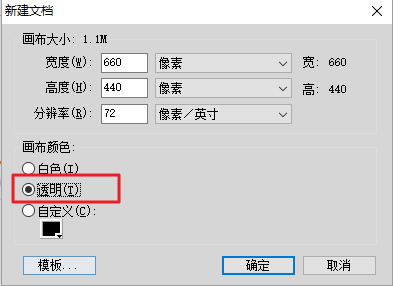 新建文档
画布大小: 1.1M
宽度(W): 660 像素 宽: 660
高度(H): 440 像素 高: 440
分辨率(R): 72 像素／英寸
画布颜色:
白色(I)
透明(T)
自定义(C):
模板... 确定 取消